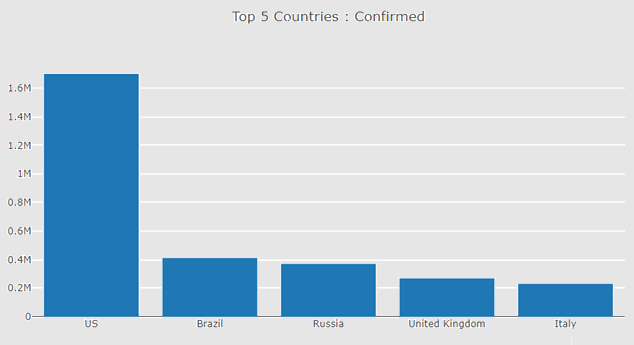 Top 5 Countries : Confirmed
1.6M
1.4M
1.2M
1M
0.8M
0.6M
0.4M
0.2M
0
US Brazil Russia United Kingdom Italy